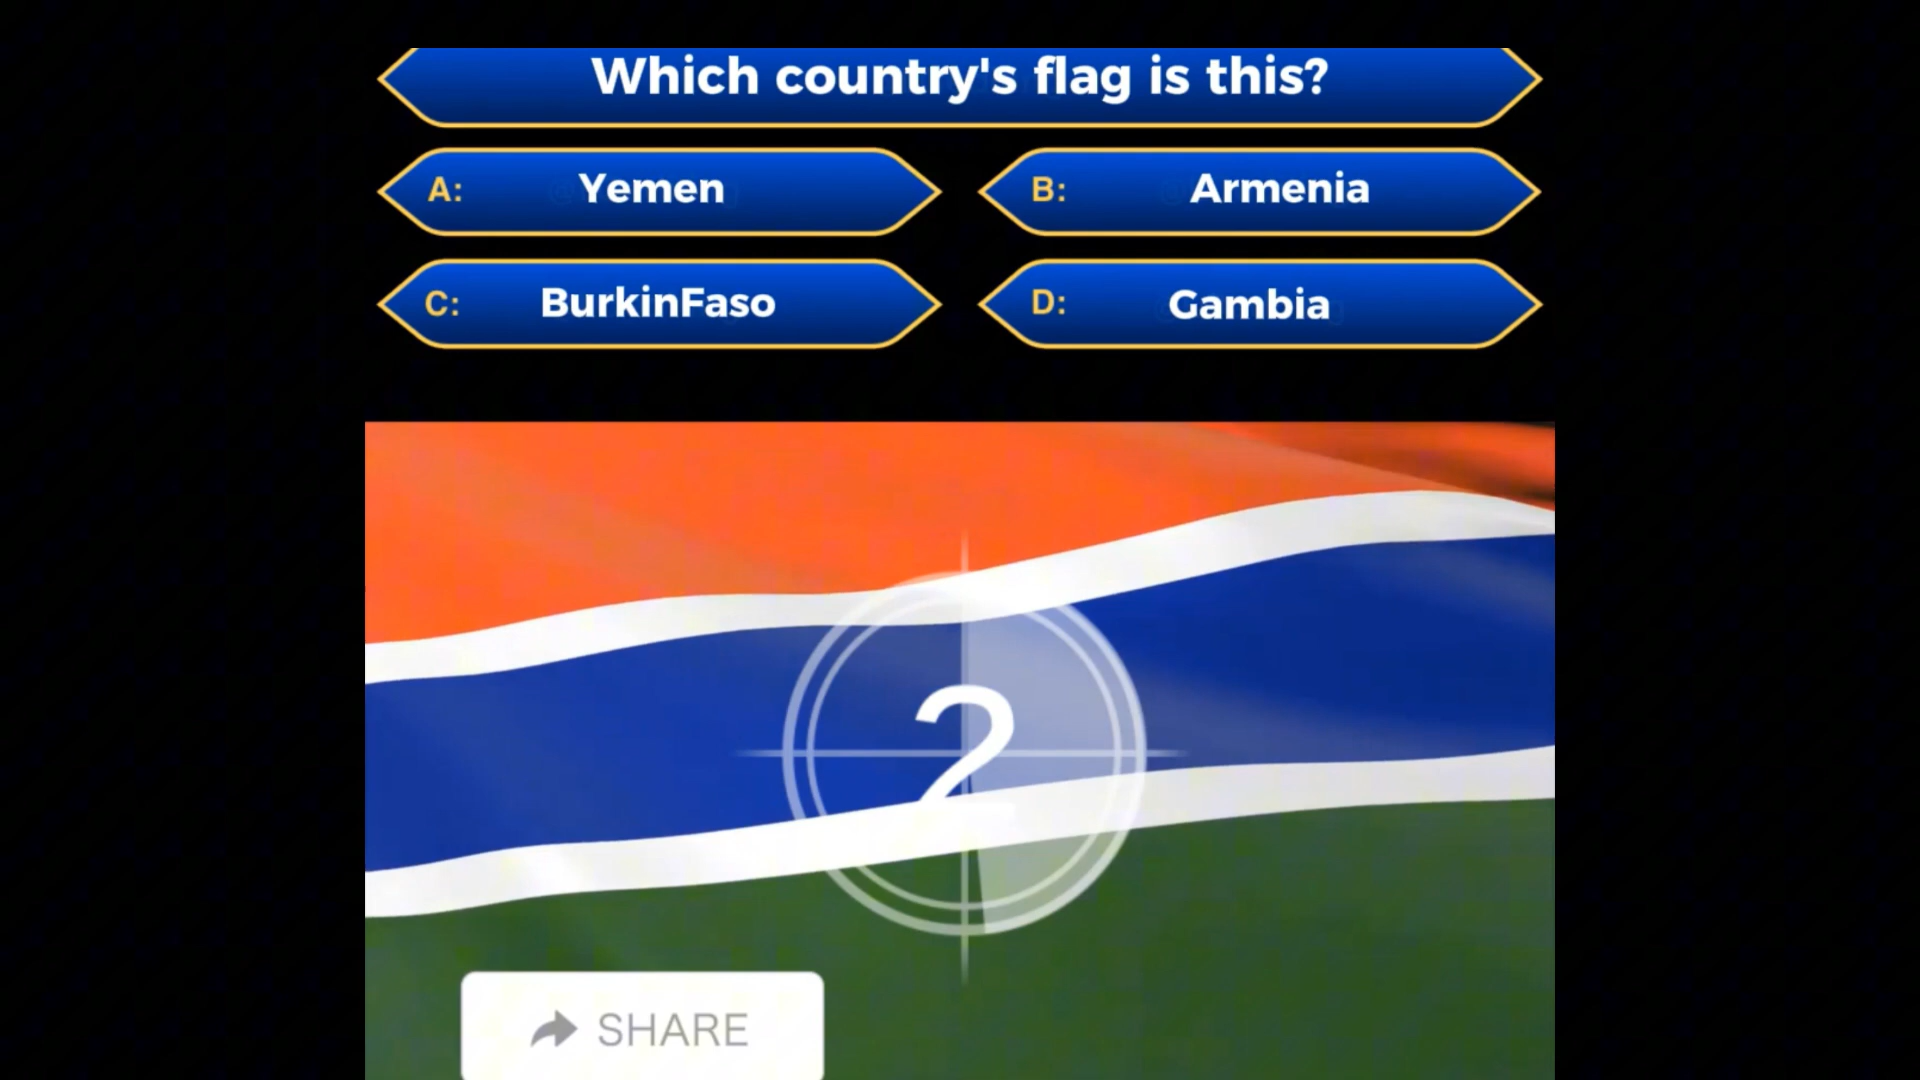 Which country's flag is this?
A: Yemen
B: Armenia
C: BurkinFaso
D: Gambia
2
SHARE